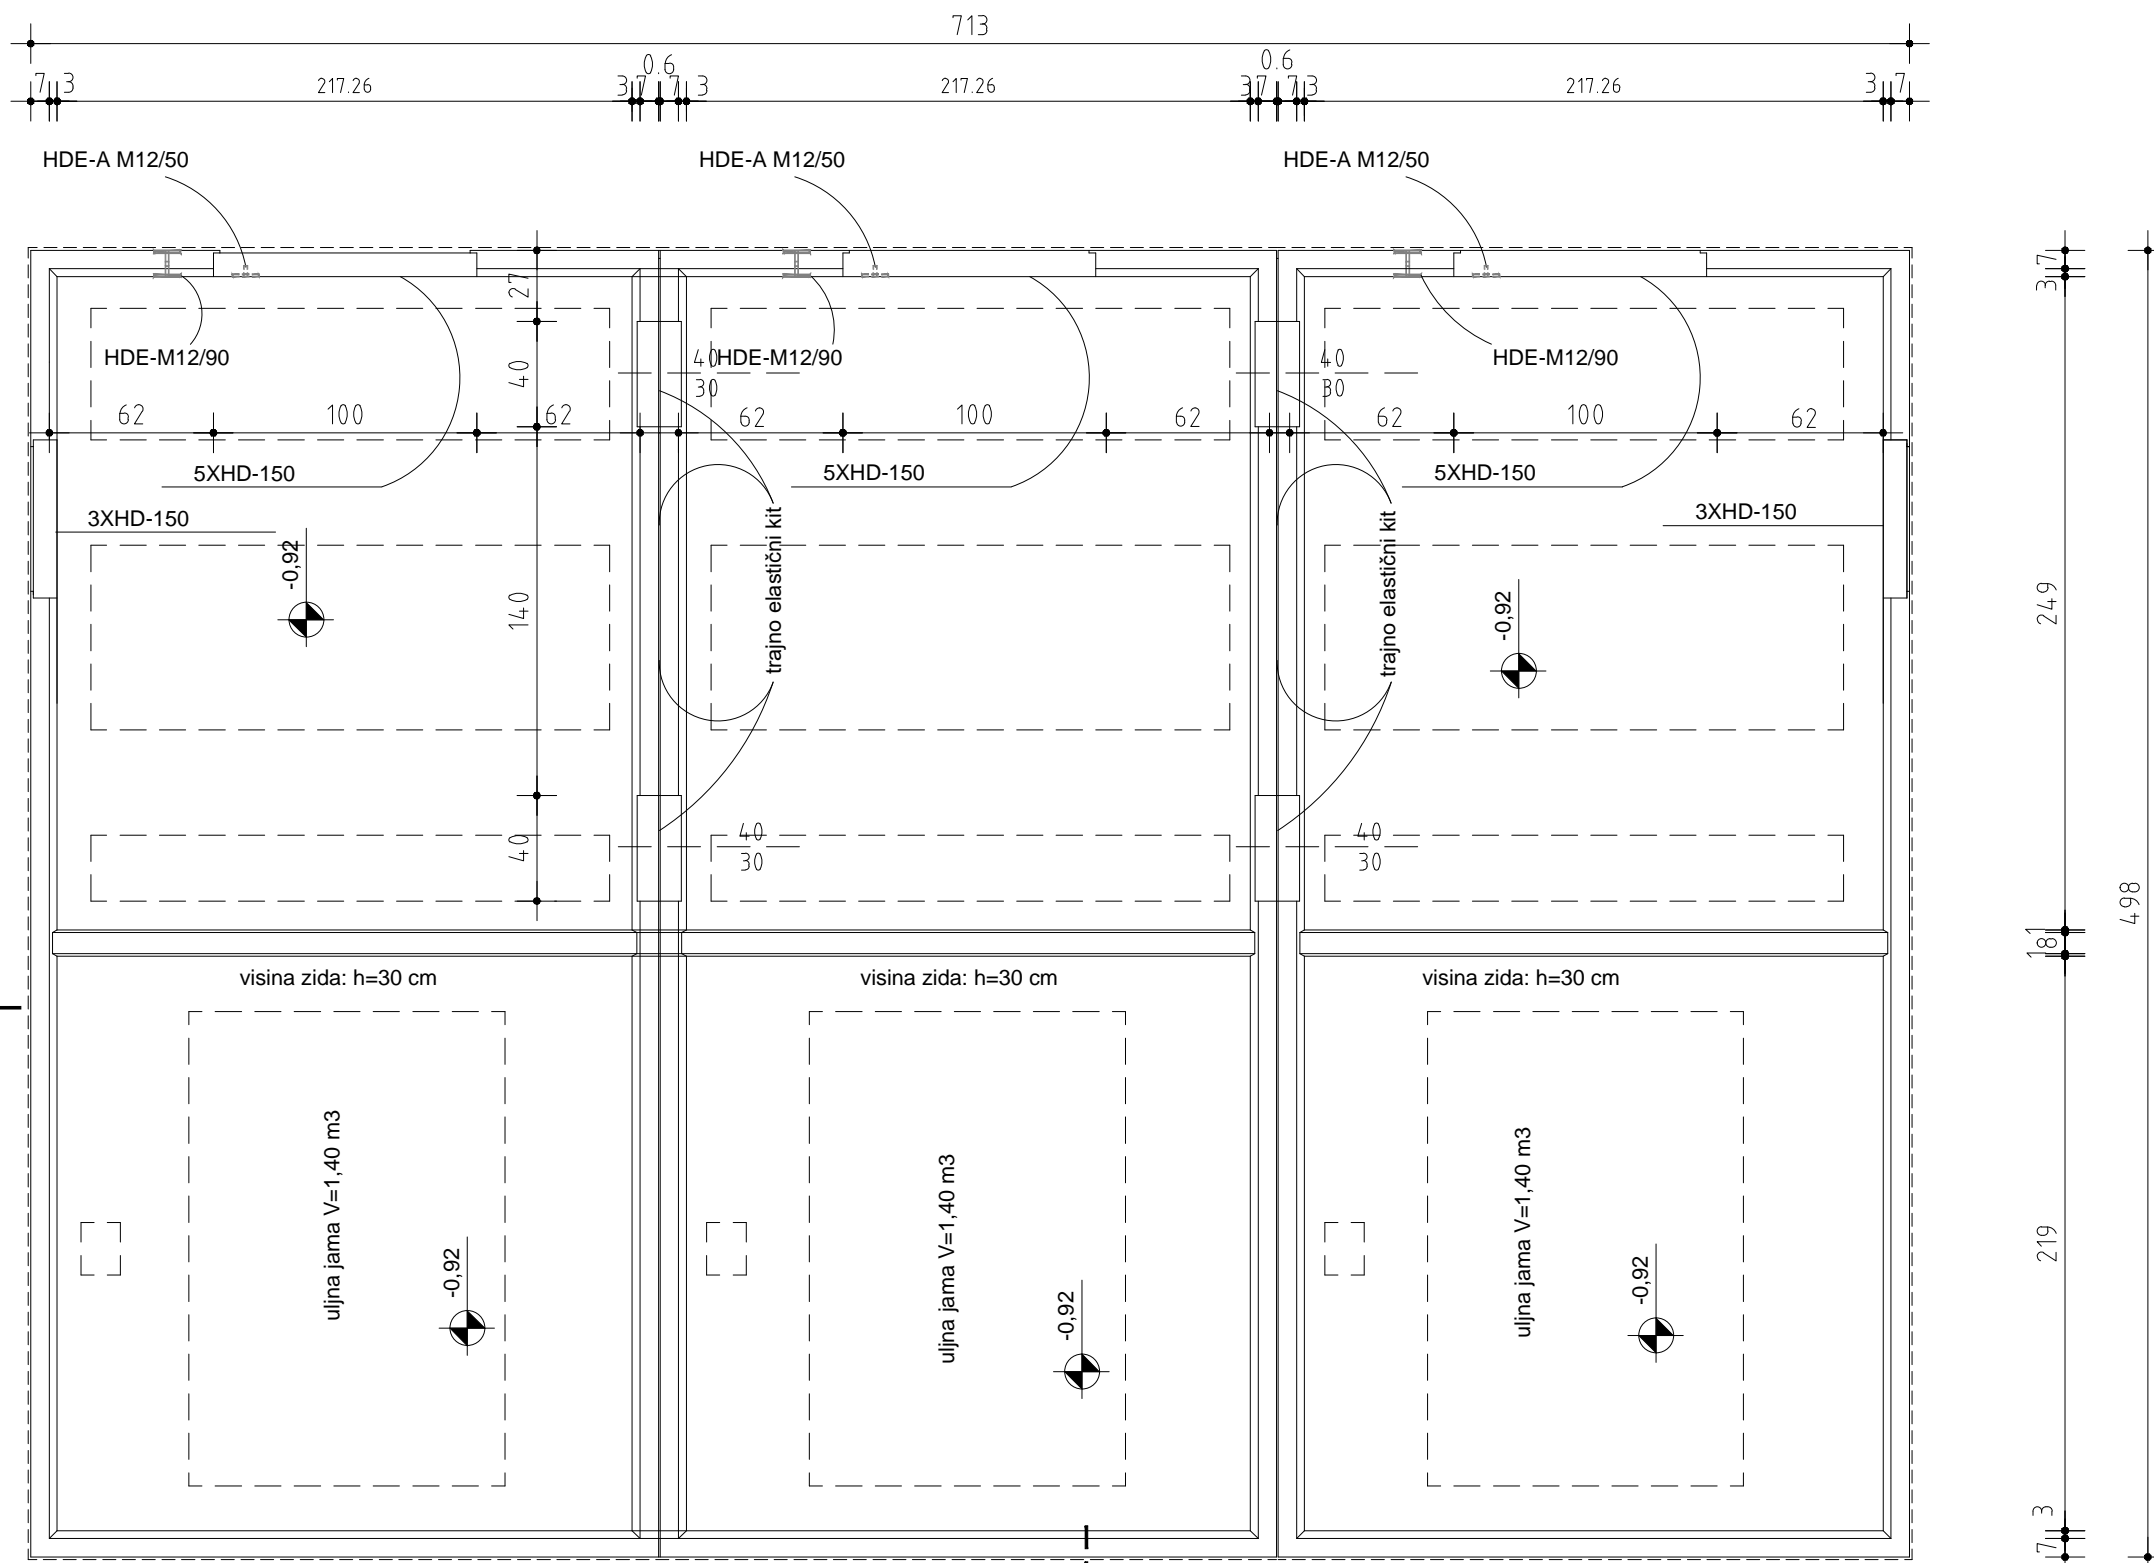 713
0.6
0.6
7
3
217.26
3
7
7
3
217.26
3
7
7
3
217.26
3
7
HDE-A M12/50
HDE-A M12/50
HDE-A M12/50
7
3
27
HDE-M12/90
HDE-M12/90
HDE-M12/90
40
40
30
40
30
62
100
62
62
100
62
62
100
62
5XHD-150
5XHD-150
5XHD-150
3XHD-150
3XHD-150
-0,92
trajno elastični kit
trajno elastični kit
-0,92
140
249
40
40
30
40
30
498
1
8
1
visina zida: h=30 cm
visina zida: h=30 cm
visina zida: h=30 cm
uljna jama V=1,40 m3
uljna jama V=1,40 m3
uljna jama V=1,40 m3
-0,92
-0,92
-0,92
219
3
7